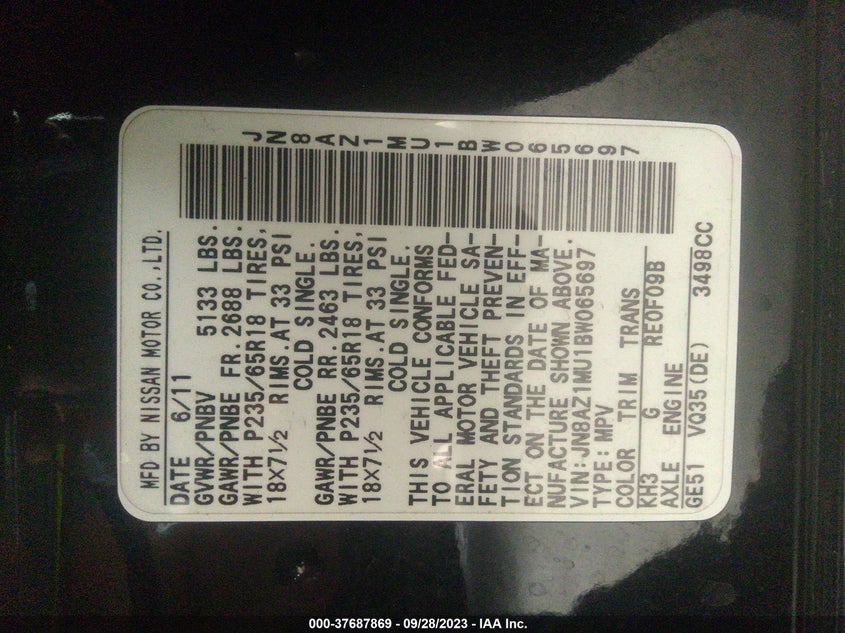 MFD BY NISSAN MOTOR CO.,LTD.
DATE 6/11
GVWR/PNBV 5133 LBS.
GAWR/PNBE FR.2688 LBS.
WITH P235/65R18 TIRES,
18X7½ RIMS.AT 33 PSI
COLD SINGLE.
GAWR/PNBE RR.2463 LBS.
WITH P235/65R18 TIRES,
18X7½ RIMS.AT 33 PSI
COLD SINGLE.
THIS VEHICLE CONFORMS
TO ALL APPLICABLE FED-
ERAL MOTOR VEHICLE SA-
FETY AND THEFT PREVEN-
TION STANDARDS IN EFF-
ECT ON THE DATE OF MA-
NUFACTURE SHOWN ABOVE.
VIN:JN8AZ1MU1BW065697
TYPE:MPV
COLOR TRIM TRANS
KH3 G RE0F09B
AXLE ENGINE
GE51 VQ35(DE) 3498CC
JN8AZ1MU1BW065697
000-37687869 - 09/28/2023 - IAA Inc.